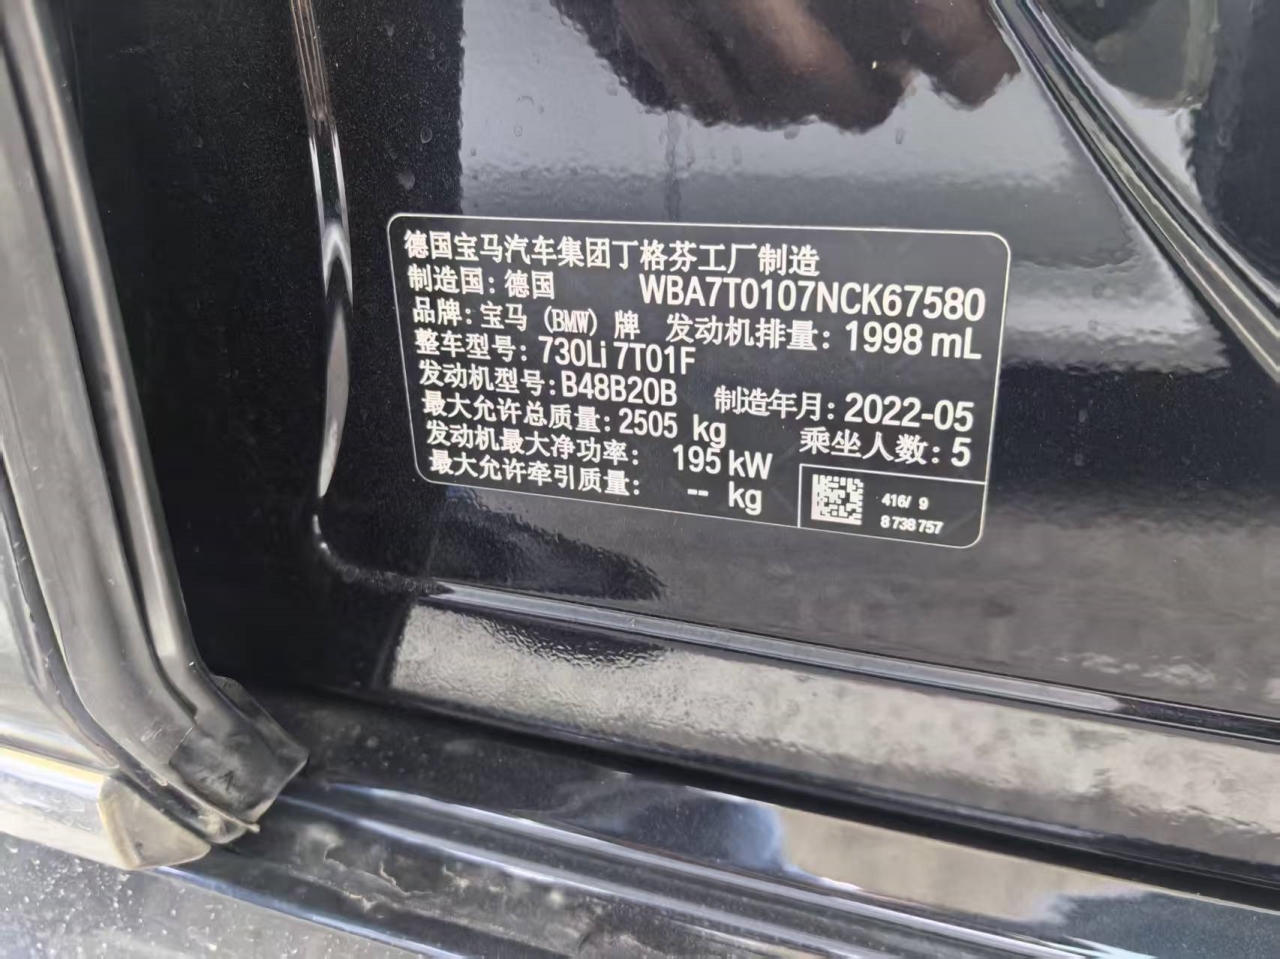 德国宝马汽车集团丁格芬工厂制造
制造国：德国 WBA7T0107NCK67580
品牌：宝马 (BMW) 牌 发动机排量：1998 mL
整车型号：730Li 7T01F
发动机型号：B48B20B 制造年月：2022-05
最大允许总质量：2505 kg 乘坐人数：5
发动机最大净功率： 195 kW
最大允许牵引质量： -- kg
416/ 9
8 738 757